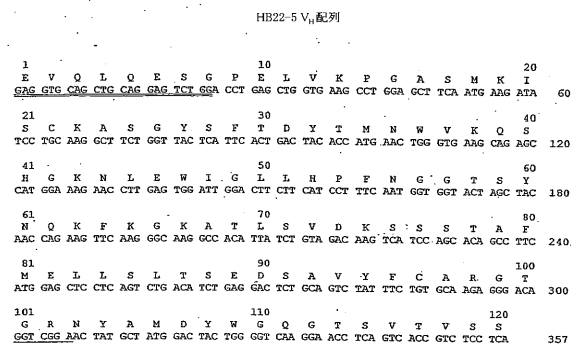 HB22-5 VH配列
1 10 20
E V Q L Q E S G P E L V K P G A S M K I
GAG GTG CAG CTG CAG GAG TCT GGA CCT GAG CTG GTG AAG CCT GGA GCT TCA ATG AAG ATA 60
21 30 40
S C K A S G Y S F T D Y T M N W V K Q S
TCC TGC AAG GCT TCT GGT TAC TCA TTC ACT GAC TAC ACC ATG AAC TGG GTG AAG CAG AGC 120
41 50 60
H G K N L E W I G L L H P F N G G T S Y
CAT GGA AAG AAC CTT GAG TGG ATT GGA CTT CTT CAT CCT TTC AAT GGT GGT ACT AGC TAC 180
61 70 80
N Q K F K G K A T L S V D K S S S T A F
AAC CAG AAG TTC AAG GGC AAG GCC ACA TTA TCT GTA GAC AAG TCA TCC AGC ACA GCC TTC 240
81 90 100
M E L L S L T S E D S A V Y F C A R G T
ATG GAG CTC CTC AGT CTG ACA TCT GAG GAC TCT GCA GTC TAT TTC TGT GCA AGA GGG ACA 300
101 110 120
G R N Y A M D Y W G Q G T S V T V S S
GGT CGG AAC TAT GCT ATG GAC TAC TGG GGT CAA GGA ACC TCA GTC ACC GTC TCC TCA 357